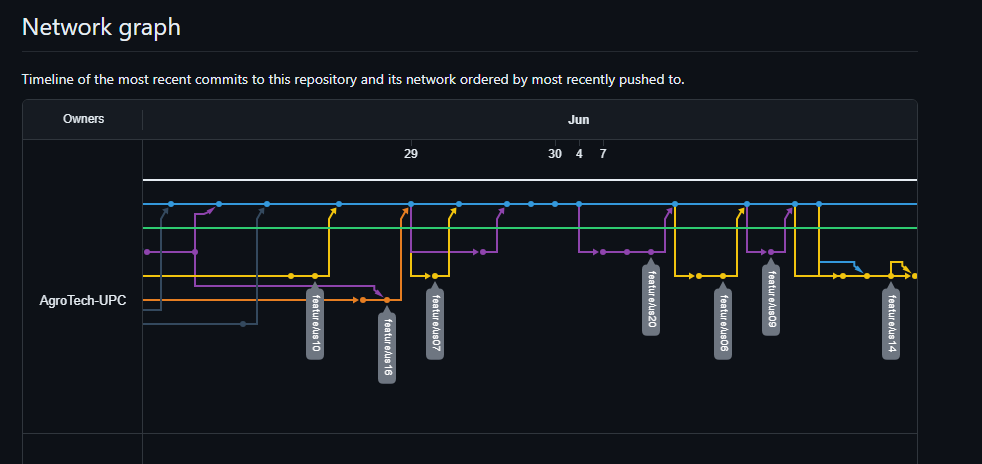 Network graph
Timeline of the most recent commits to this repository and its network ordered by most recently pushed to.
Owners
Jun
29
30
4
7
AgroTech-UPC
feature/us10
feature/us16
feature/us07
feature/us20
feature/us06
feature/us09
feature/us14